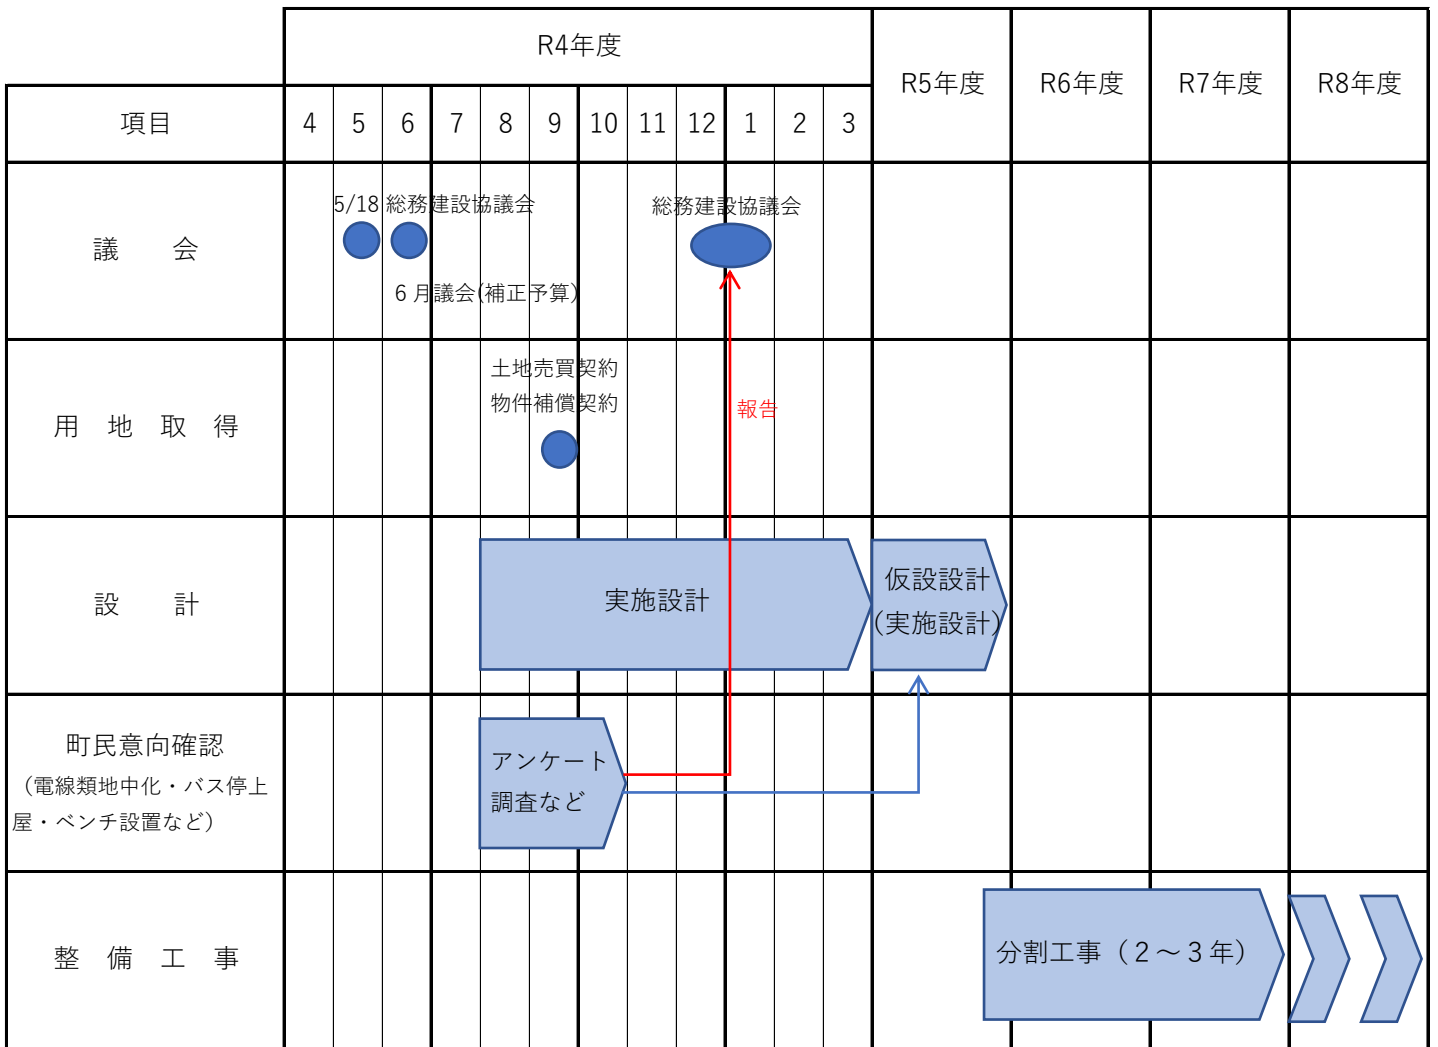 R4年度
R5年度 R6年度 R7年度 R8年度
項目 4 5 6 7 8 9 10 11 12 1 2 3
議 会
5/18 総務建設協議会
総務建設協議会
6月議会(補正予算)
用 地 取 得
土地売買契約
物件補償契約
報告
設 計
実施設計
仮設設計
(実施設計)
町民意向確認
（電線類地中化・バス停上
屋・ベンチ設置など）
アンケート
調査など
整 備 工 事
分割工事（２～３年）